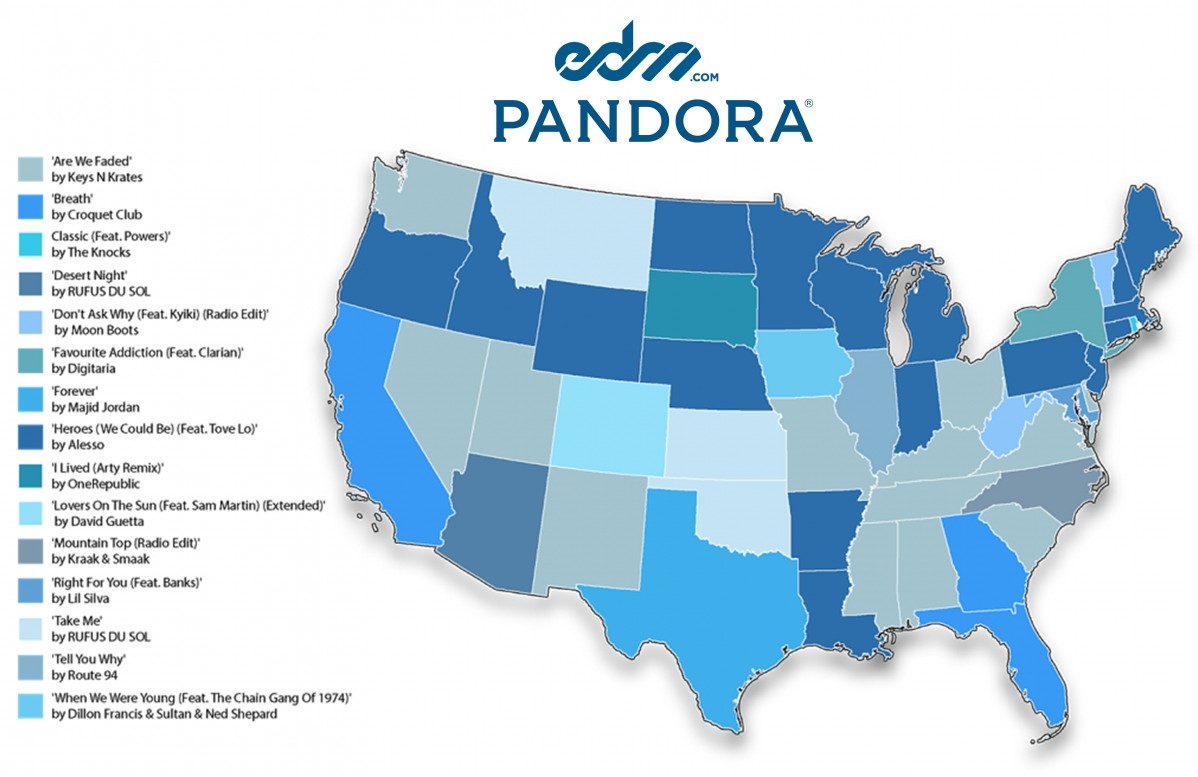 edm.COM
PANDORA®
'Are We Faded'
by Keys N Krates
'Breath'
by Croquet Club
Classic (Feat. Powers)'
by The Knocks
'Desert Night'
by RUFUS DU SOL
'Don't Ask Why (Feat. Kyiki) (Radio Edit)'
by Moon Boots
'Favourite Addiction (Feat. Clarian)'
by Digitaria
'Forever'
by Majid Jordan
'Heroes (We Could Be) (Feat. Tove Lo)'
by Alesso
'I Lived (Arty Remix)'
by OneRepublic
'Lovers On The Sun (Feat. Sam Martin) (Extended)'
by David Guetta
'Mountain Top (Radio Edit)'
by Kraak & Smaak
'Right For You (Feat. Banks)'
by Lil Silva
'Take Me'
by RUFUS DU SOL
'Tell You Why'
by Route 94
'When We Were Young (Feat. The Chain Gang Of 1974)'
by Dillon Francis & Sultan & Ned Shepard